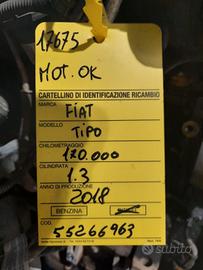 17675
MOT. OK
CARTELLINO DI IDENTIFICAZIONE RICAMBIO
MARCA
FIAT
MODELLO
TIPO
CHILOMETRAGGIO
120.000
CILINDRATA
1.3
ANNO DI PRODUZIONE
2018
BENZINA
COD.
55266963
subito